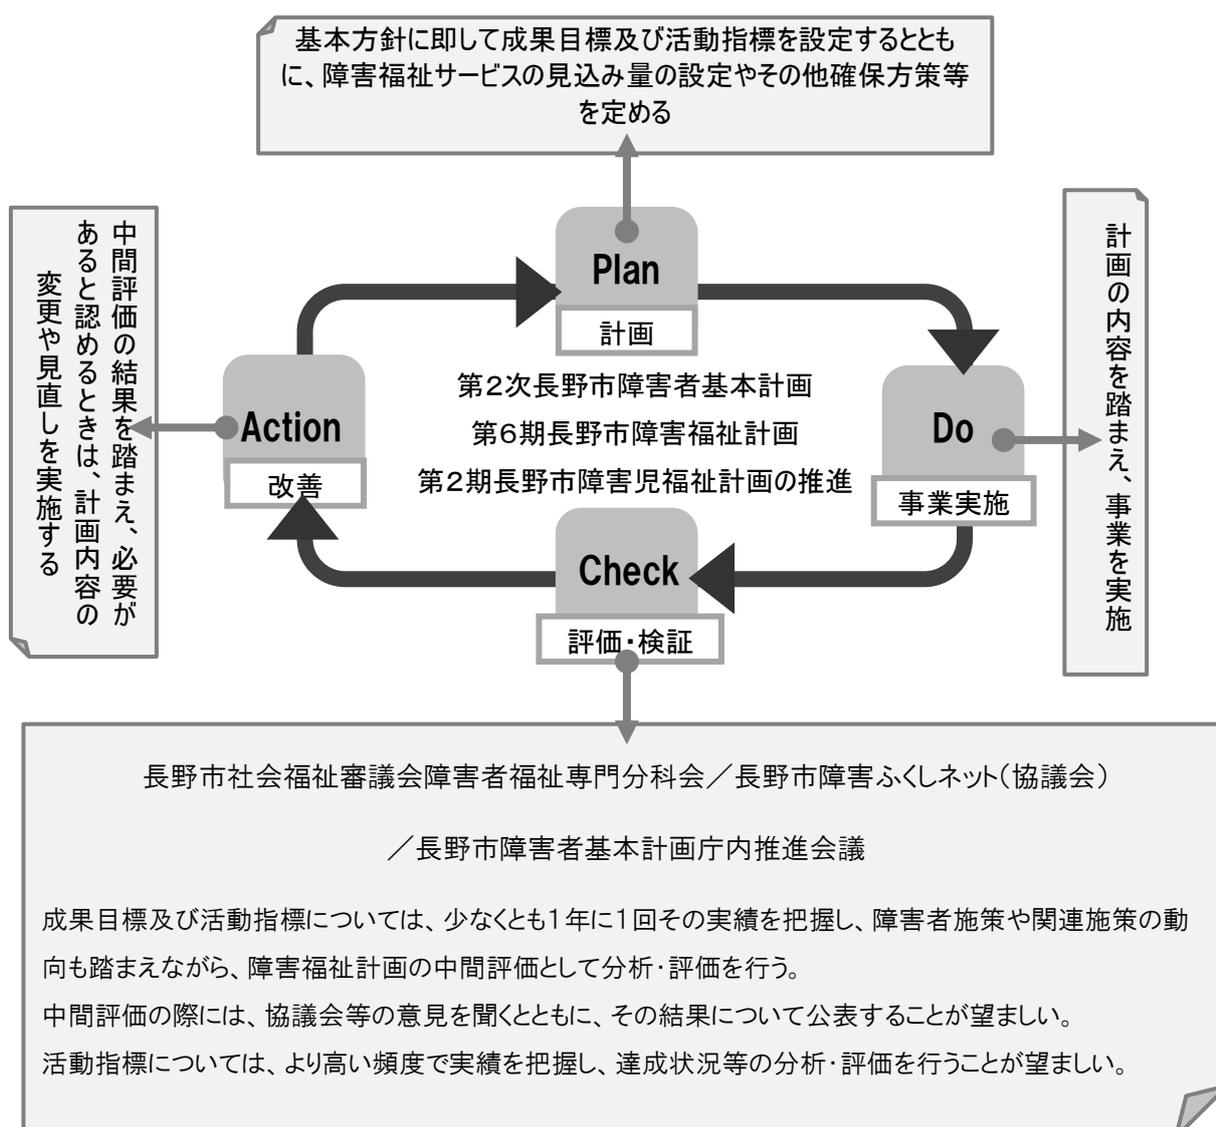 基本方針に即して成果目標及び活動指標を設定するととも
に、障害福祉サービスの見込み量の設定やその他確保方策等
を定める
Plan
計画
計画の内容を踏まえ、事業を実施
Do
事業実施
第2次長野市障害者基本計画
第6期長野市障害福祉計画
第2期長野市障害児福祉計画の推進
中間評価の結果を踏まえ、必要が
あると認めるときは、計画内容の
変更や見直しを実施する
Action
改善
Check
評価・検証
長野市社会福祉審議会障害者福祉専門分科会／長野市障害ふくしネット(協議会)
／長野市障害者基本計画庁内推進会議
成果目標及び活動指標については、少なくとも1年に1回その実績を把握し、障害者施策や関連施策の動
向も踏まえながら、障害福祉計画の中間評価として分析・評価を行う。
中間評価の際には、協議会等の意見を聞くとともに、その結果について公表することが望ましい。
活動指標については、より高い頻度で実績を把握し、達成状況等の分析・評価を行うことが望ましい。